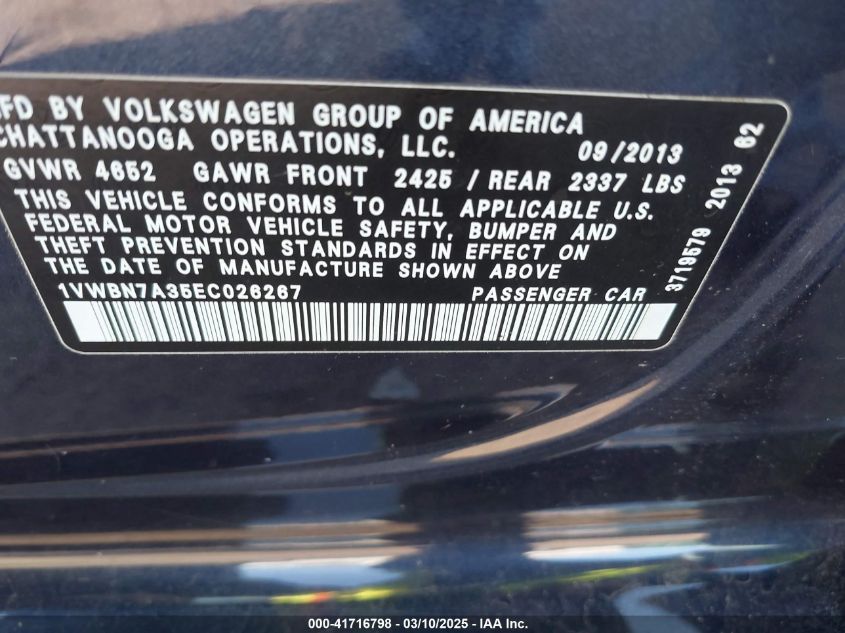 MFD BY VOLKSWAGEN GROUP OF AMERICA
CHATTANOOGA OPERATIONS, LLC. 09/2013
GVWR 4652 GAWR FRONT 2425 / REAR 2337 LBS
THIS VEHICLE CONFORMS TO ALL APPLICABLE U.S.
FEDERAL MOTOR VEHICLE SAFETY, BUMPER AND
THEFT PREVENTION STANDARDS IN EFFECT ON
THE DATE OF MANUFACTURE SHOWN ABOVE
1VWBN7A35EC026267 PASSENGER CAR
3719579 2013 62
000-41716798 - 03/10/2025 - IAA Inc.